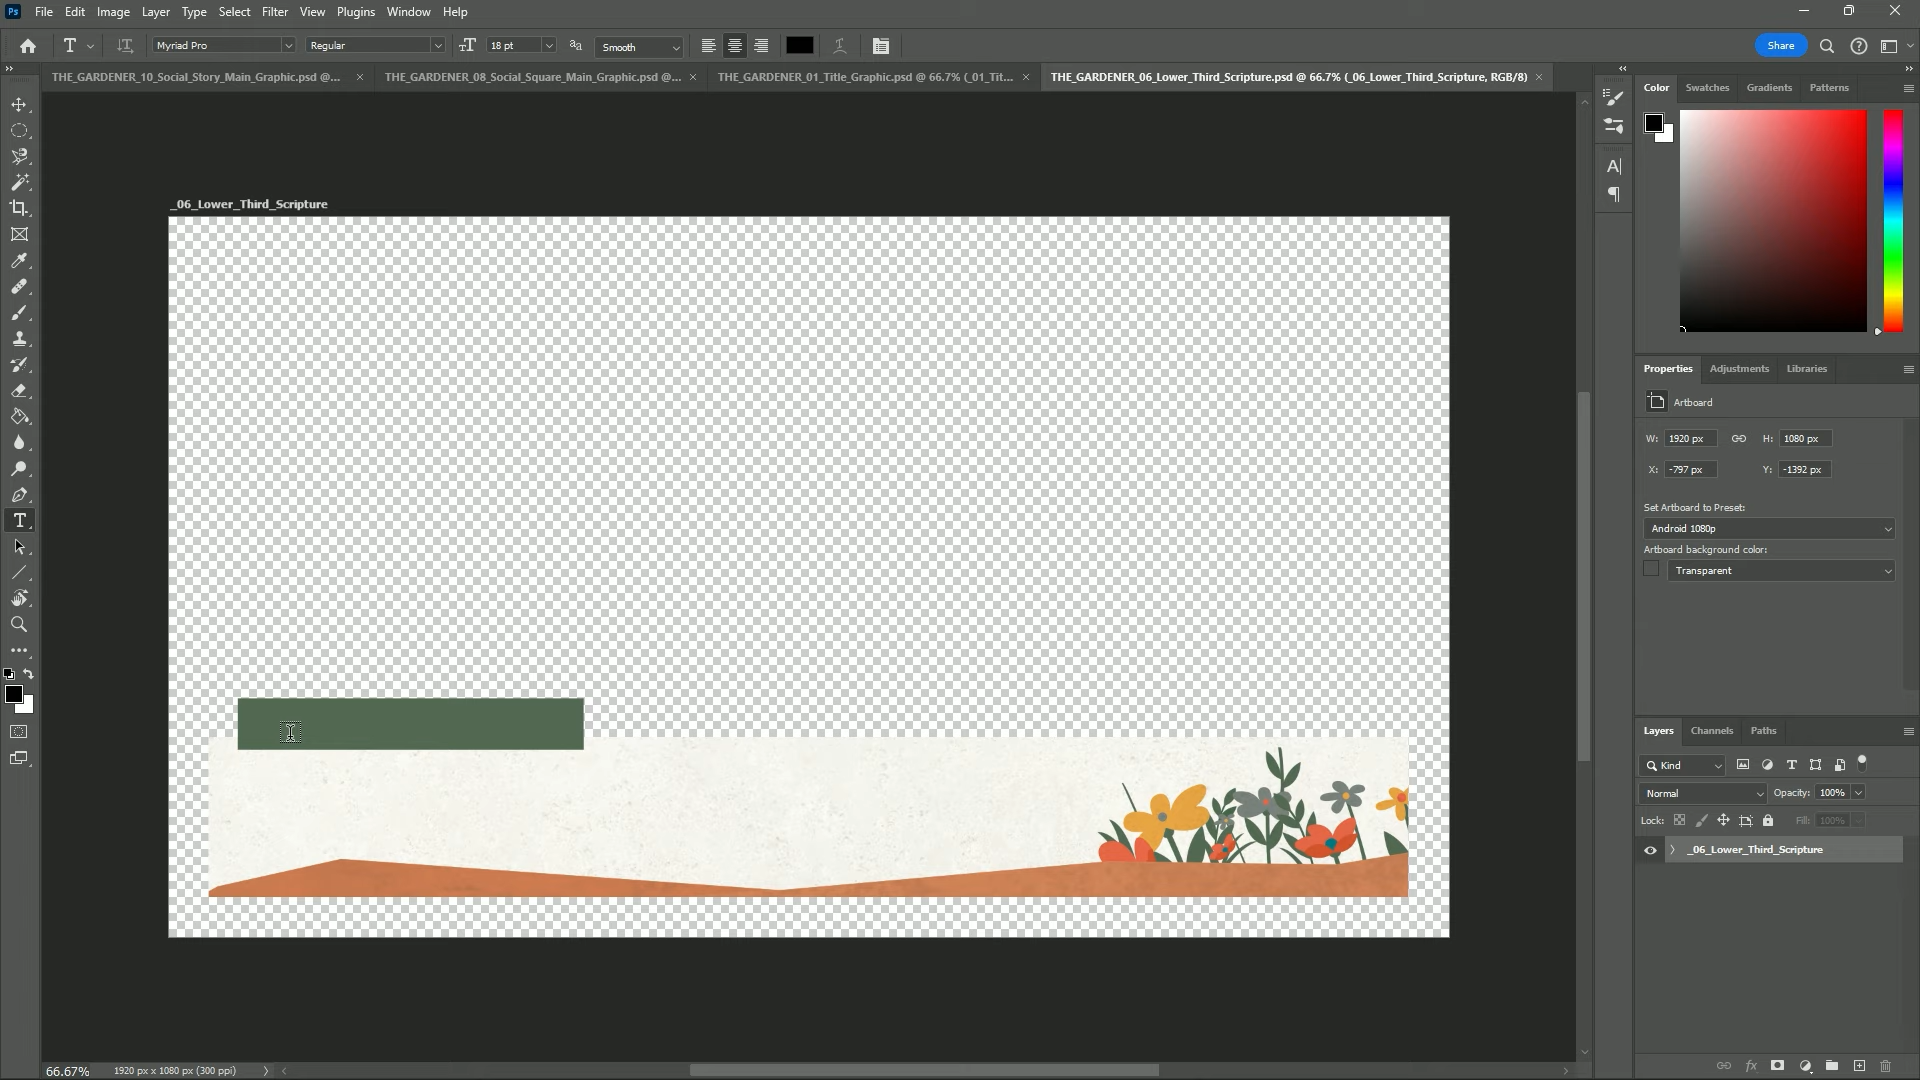 Ps File Edit Image Layer Type Select Filter View Plugins Window Help
T Myriad Pro Regular 18 pt Smooth Share
THE_GARDENER_10_Social_Story_Main_Graphic.psd @... × THE_GARDENER_08_Social_Square_Main_Graphic.psd @... × THE_GARDENER_01_Title_Graphic.psd @ 66.7% (_01_Tit... × THE_GARDENER_06_Lower_Third_Scripture.psd @ 66.7% (_06_Lower_Third_Scripture, RGB/8) ×
Color Swatches Gradients Patterns
_06_Lower_Third_Scripture
Properties Adjustments Libraries
Artboard
W: 1920 px H: 1080 px
X: -797 px Y: -1392 px
Set Artboard to Preset:
Android 1080p
Artboard background color:
Transparent
Layers Channels Paths
Kind
Normal Opacity: 100%
Lock: Fill: 100%
_06_Lower_Third_Scripture
66.67% 1920 px x 1080 px (300 ppi)